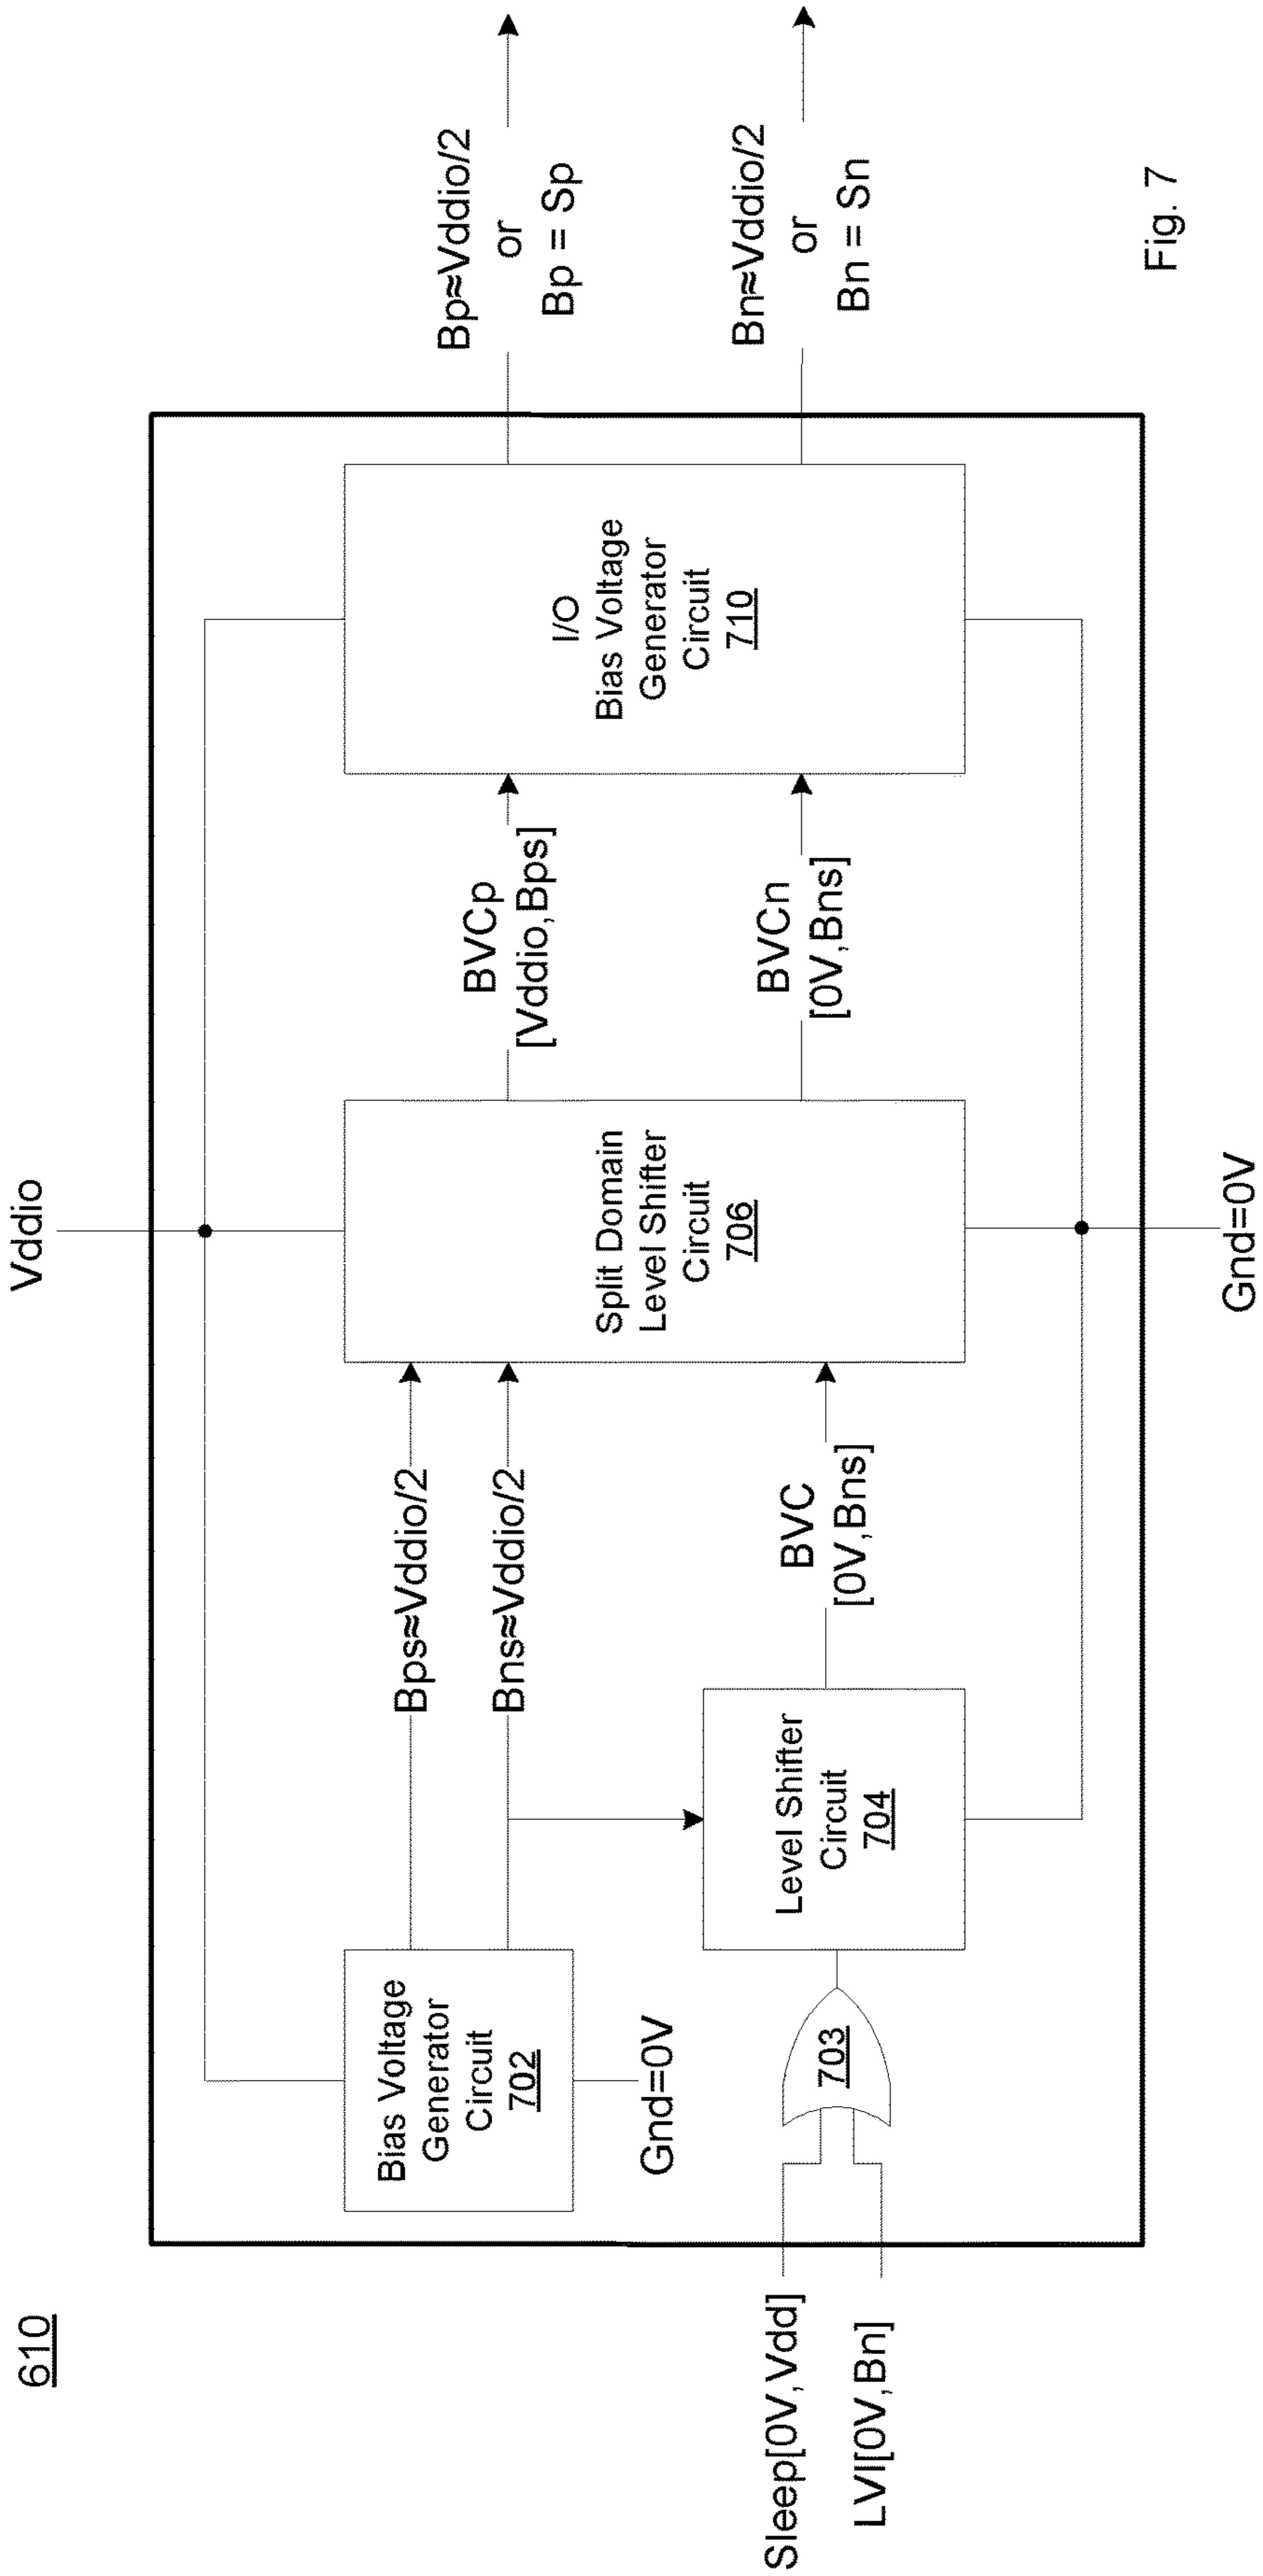 610
Vddio
Bias Voltage
Generator
Circuit
702
Gnd=0V
Bps≈Vddio/2
Bns≈Vddio/2
Sleep[0V,Vdd]
LVI[0V,Bn]
703
Level Shifter
Circuit
704
BVC
[0V,Bns]
Split Domain
Level Shifter
Circuit
706
BVCp
[Vddio,Bps]
BVCn
[0V,Bns]
I/O
Bias Voltage
Generator
Circuit
710
Bp≈Vddio/2
or
Bp = Sp
Bn≈Vddio/2
or
Bn = Sn
Gnd=0V
Fig. 7